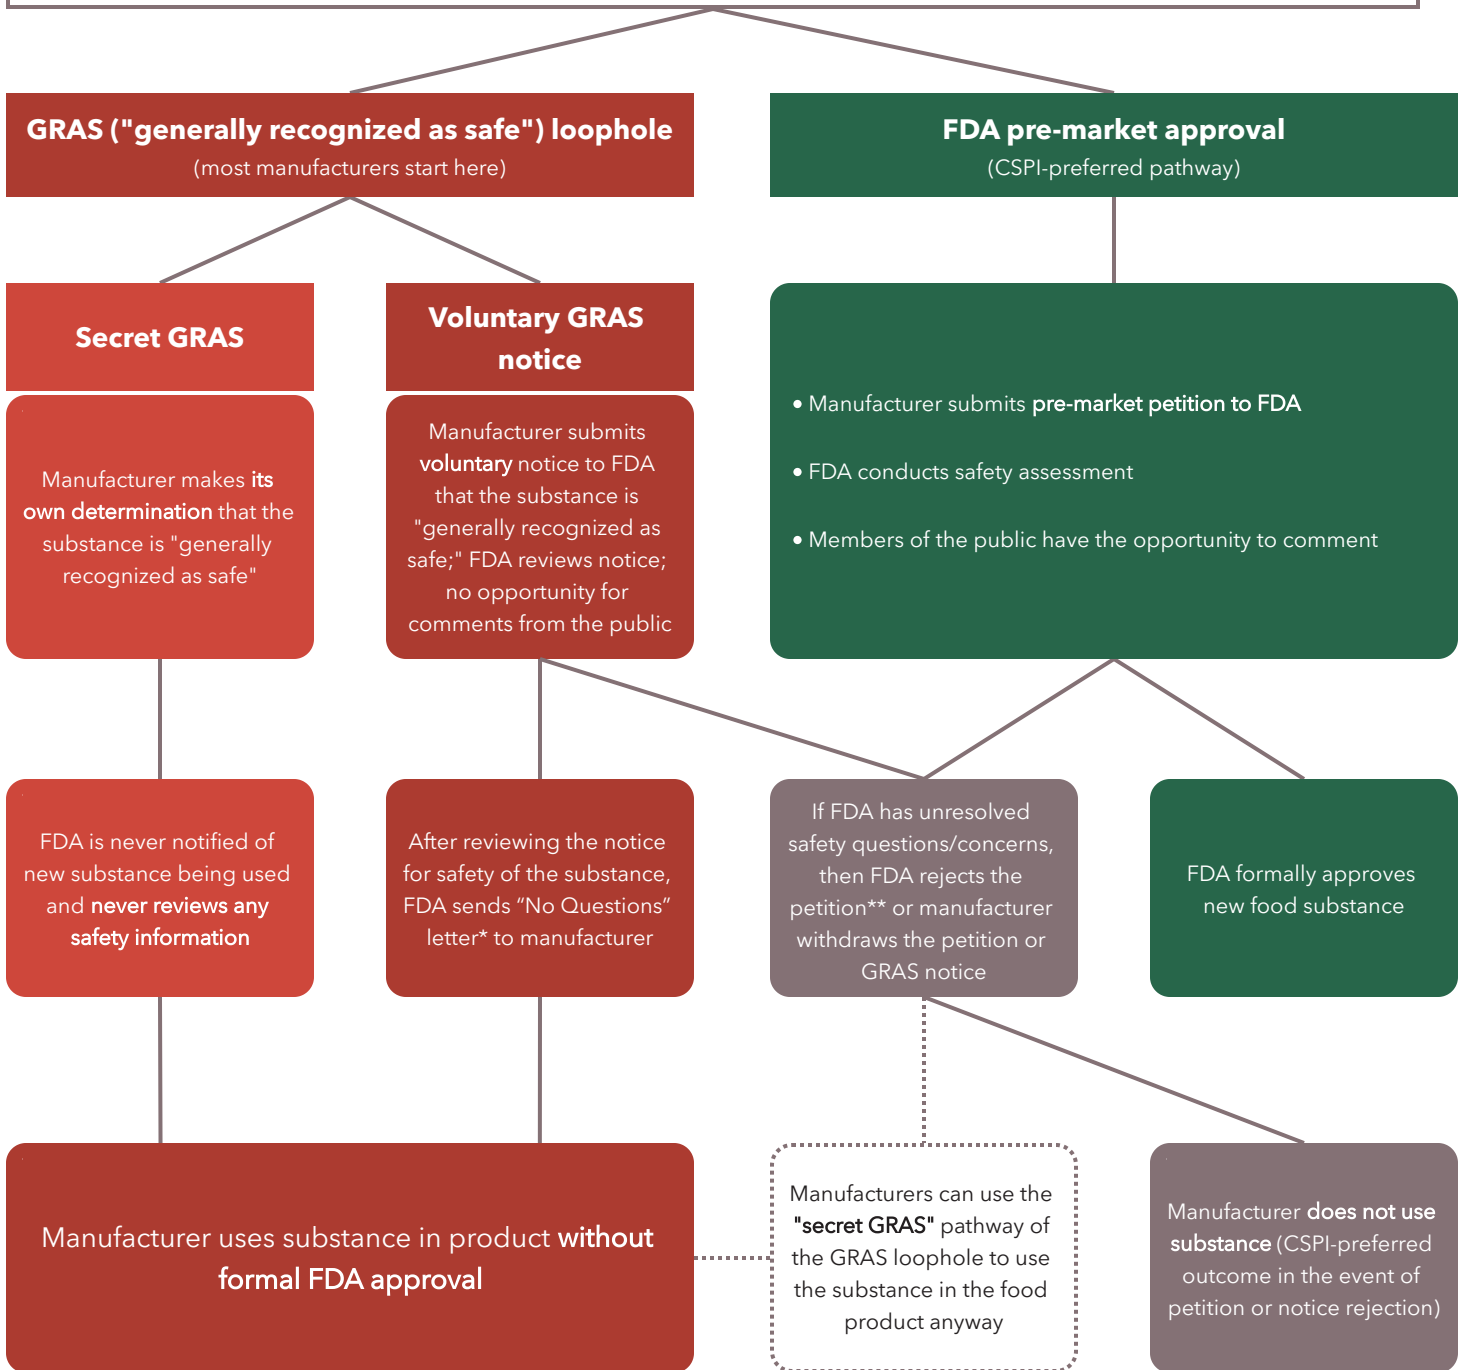 GRAS ("generally recognized as safe") loophole
(most manufacturers start here)
FDA pre-market approval
(CSPI-preferred pathway)
Secret GRAS
Voluntary GRAS
notice
Manufacturer makes its
own determination that the
substance is "generally
recognized as safe"
Manufacturer submits
voluntary notice to FDA
that the substance is
"generally recognized as
safe;" FDA reviews notice;
no opportunity for
comments from the public
• Manufacturer submits pre-market petition to FDA
• FDA conducts safety assessment
• Members of the public have the opportunity to comment
FDA is never notified of
new substance being used
and never reviews any
safety information
After reviewing the notice
for safety of the substance,
FDA sends “No Questions”
letter* to manufacturer
If FDA has unresolved
safety questions/concerns,
then FDA rejects the
petition** or manufacturer
withdraws the petition or
GRAS notice
FDA formally approves
new food substance
Manufacturer uses substance in product without
formal FDA approval
Manufacturers can use the
"secret GRAS" pathway of
the GRAS loophole to use
the substance in the food
product anyway
Manufacturer does not use
substance (CSPI-preferred
outcome in the event of
petition or notice rejection)